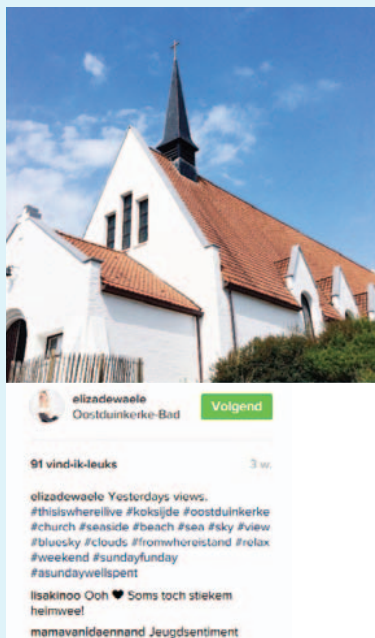 elizadewaele
Oostduinkerke-Bad
Volgend
91 vind-ik-leuks
3 w.
elizadewaele Yesterdays views.
#thisiswhereilive #koksijde #oostduinkerke
#church #seaside #beach #sea #sky #view
#bluesky #clouds #fromwhereistand #relax
#weekend #sundayfunday
#asundaywellspent
lisakinoo Ooh ♥ Soms toch stiekem
heimwee!
mamavanidaennand Jeugdsentiment